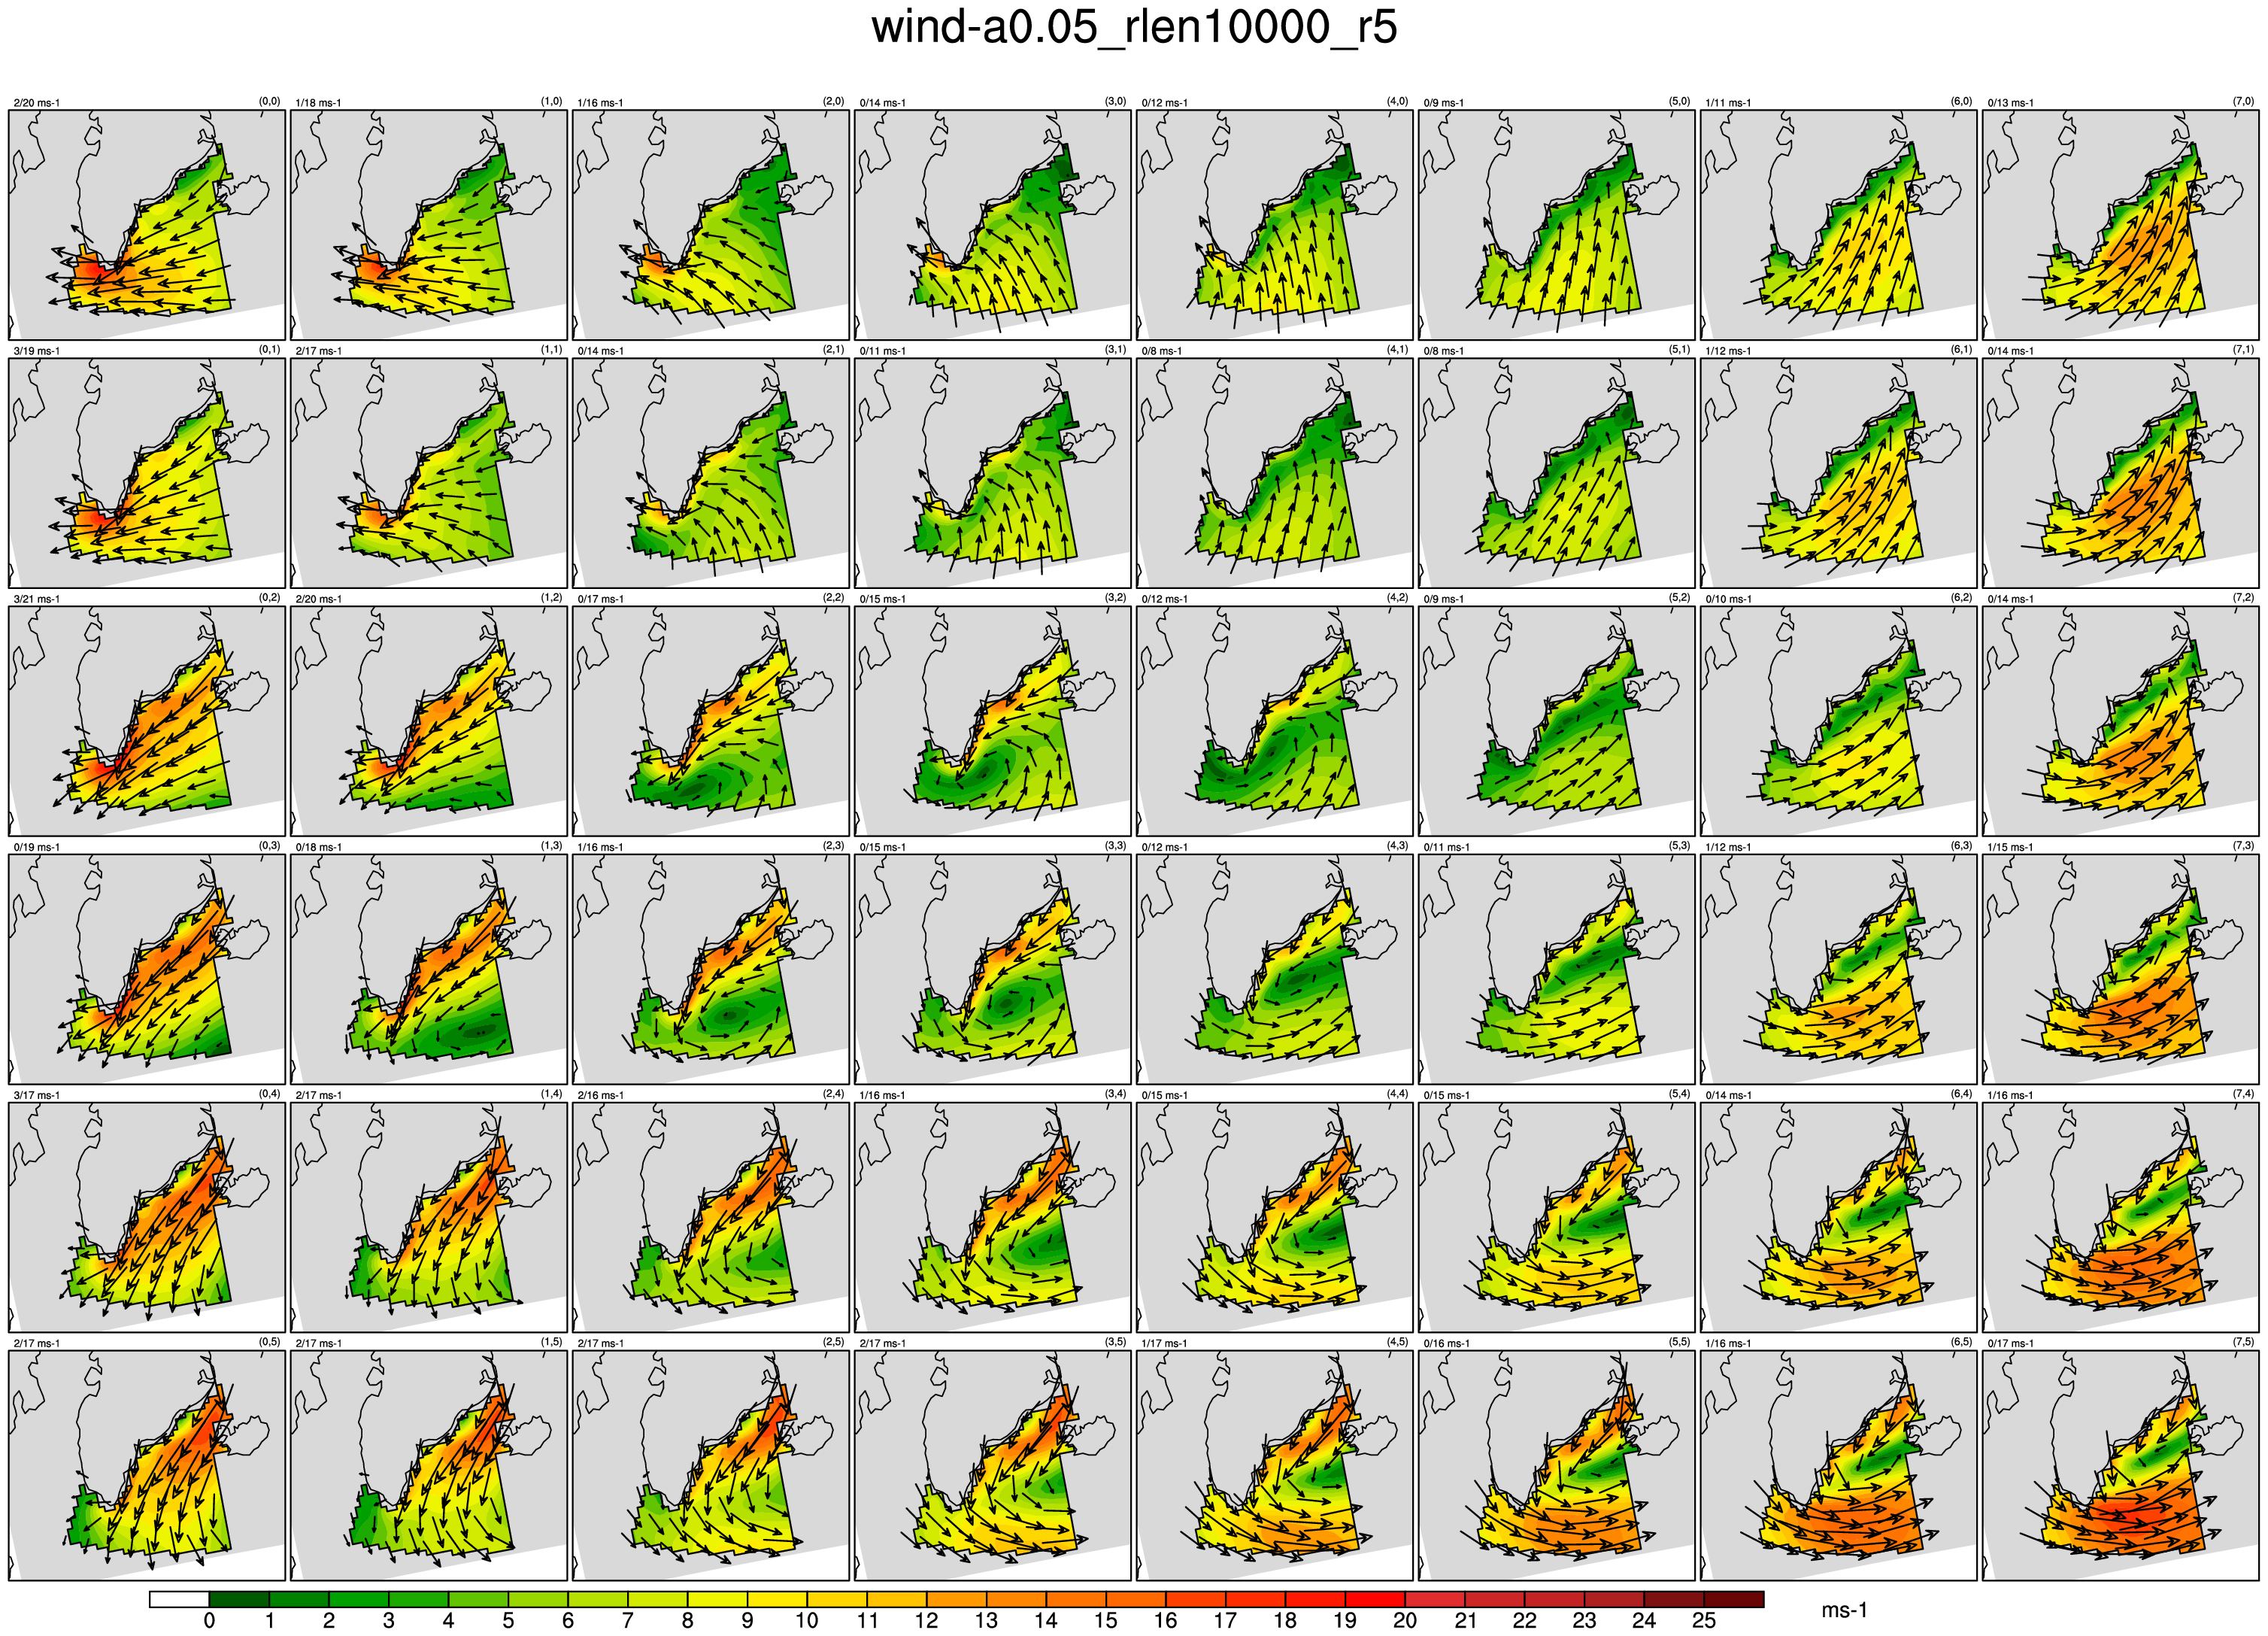 wind-a0.05_rlen10000_r5
2/20 ms-1 (0,0) 1/18 ms-1 (1,0) 1/16 ms-1 (2,0) 0/14 ms-1 (3,0) 0/12 ms-1 (4,0) 0/9 ms-1 (5,0) 1/11 ms-1 (6,0) 0/13 ms-1 (7,0)
3/19 ms-1 (0,1) 2/17 ms-1 (1,1) 0/14 ms-1 (2,1) 0/11 ms-1 (3,1) 0/8 ms-1 (4,1) 0/8 ms-1 (5,1) 1/12 ms-1 (6,1) 0/14 ms-1 (7,1)
3/21 ms-1 (0,2) 2/20 ms-1 (1,2) 0/17 ms-1 (2,2) 0/15 ms-1 (3,2) 0/12 ms-1 (4,2) 0/9 ms-1 (5,2) 0/10 ms-1 (6,2) 0/14 ms-1 (7,2)
0/19 ms-1 (0,3) 0/18 ms-1 (1,3) 1/16 ms-1 (2,3) 0/15 ms-1 (3,3) 0/12 ms-1 (4,3) 0/11 ms-1 (5,3) 1/12 ms-1 (6,3) 1/15 ms-1 (7,3)
3/17 ms-1 (0,4) 2/17 ms-1 (1,4) 2/16 ms-1 (2,4) 1/16 ms-1 (3,4) 0/15 ms-1 (4,4) 0/15 ms-1 (5,4) 0/14 ms-1 (6,4) 1/16 ms-1 (7,4)
2/17 ms-1 (0,5) 2/17 ms-1 (1,5) 2/17 ms-1 (2,5) 2/17 ms-1 (3,5) 1/17 ms-1 (4,5) 0/16 ms-1 (5,5) 1/16 ms-1 (6,5) 0/17 ms-1 (7,5)
0 1 2 3 4 5 6 7 8 9 10 11 12 13 14 15 16 17 18 19 20 21 22 23 24 25 ms-1